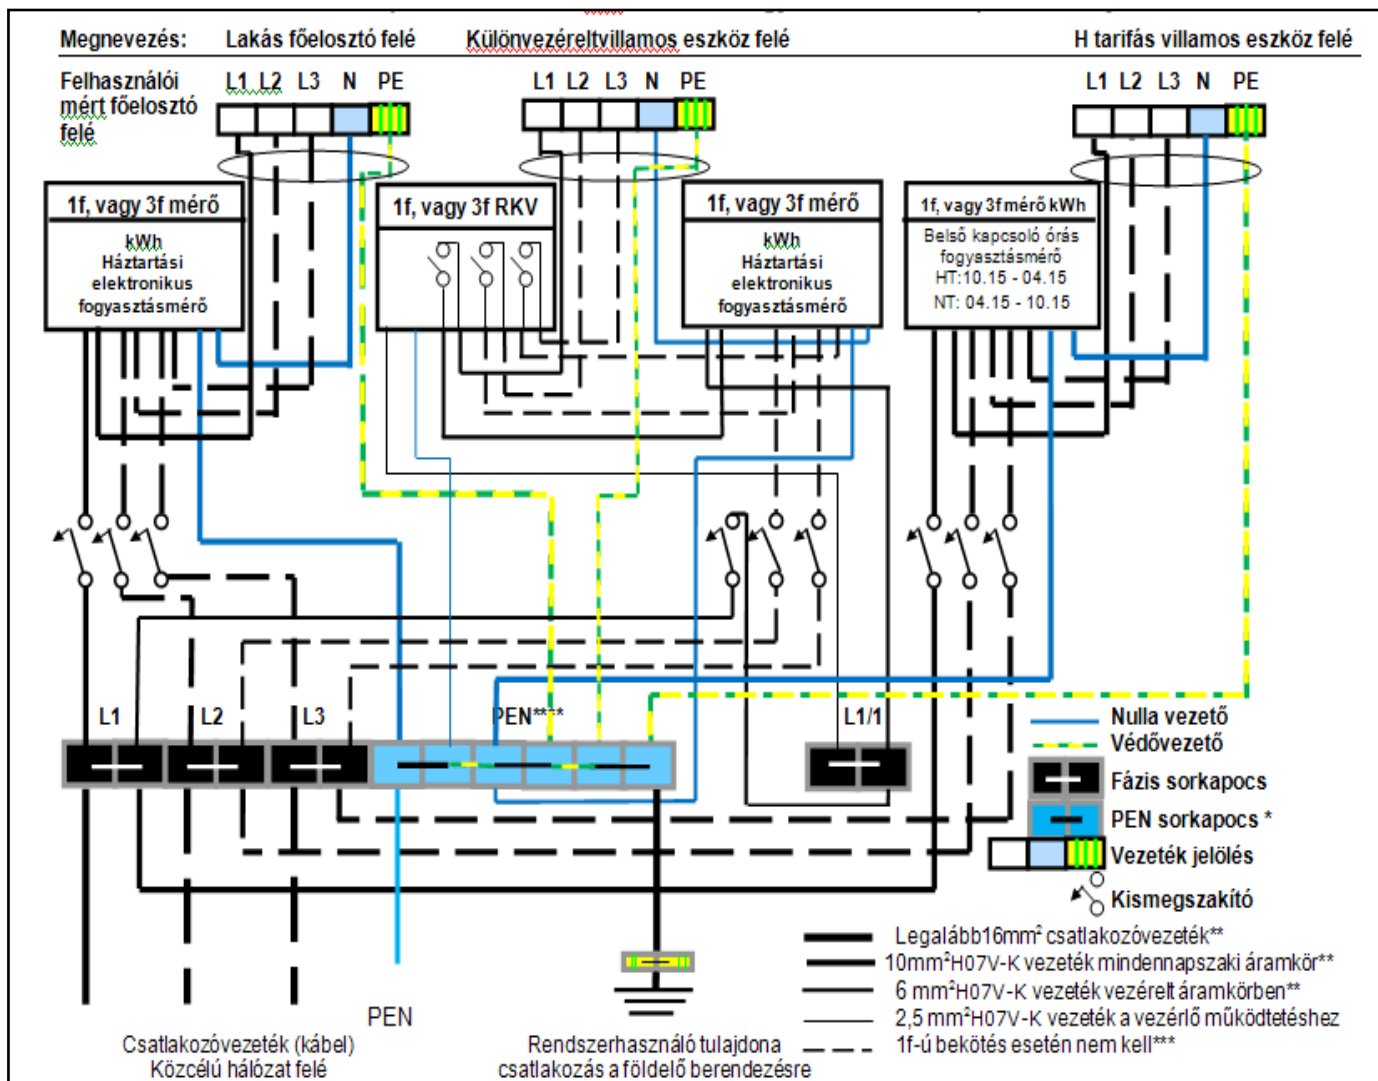 Megnevezés: Lakás főelosztó felé Különvezéreltvillamos eszköz felé H tarifás villamos eszköz felé
Felhasználói
mért főelosztó
felé
L1 L2 L3 N PE
L1 L2 L3 N PE
L1 L2 L3 N PE
1f, vagy 3f mérő
kWh
Háztartási
elektronikus
fogyasztásmérő
1f, vagy 3f RKV
1f, vagy 3f mérő
kWh
Háztartási
elektronikus
fogyasztásmérő
1f, vagy 3f mérő kWh
Belső kapcsoló órás
fogyasztásmérő
HT:10.15 - 04.15
NT: 04.15 - 10.15
L1 L2 L3 PEN**** L1/1
Nulla vezető
Védővezető
Fázis sorkapocs
PEN sorkapocs *
Vezeték jelölés
Kismegszakító
Legalább16mm² csatlakozóvezeték**
10mm²H07V-K vezeték mindennapszaki áramkör**
6 mm²H07V-K vezeték vezérelt áramkörben**
2,5 mm²H07V-K vezeték a vezérlő működtetéshez
1f-ú bekötés esetén nem kell***
PEN
Csatlakozóvezeték (kábel)
Közcélú hálózat felé
Rendszerhasználó tulajdona
csatlakozás a földelő berendezésre